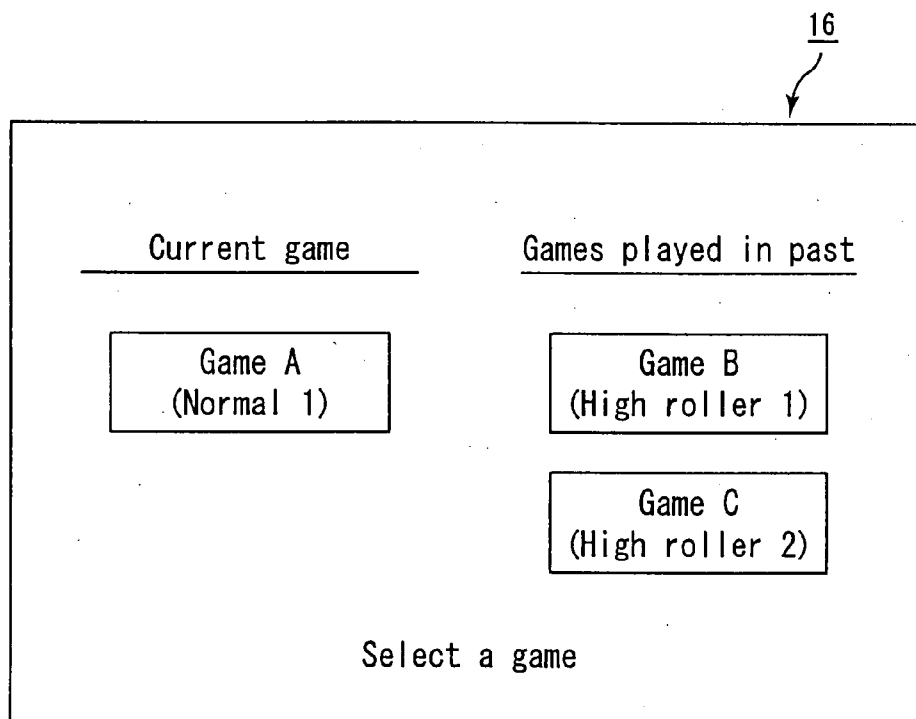 16
Current game
Games played in past
Game A
(Normal 1)
Game B
(High roller 1)
Game C
(High roller 2)
Select a game